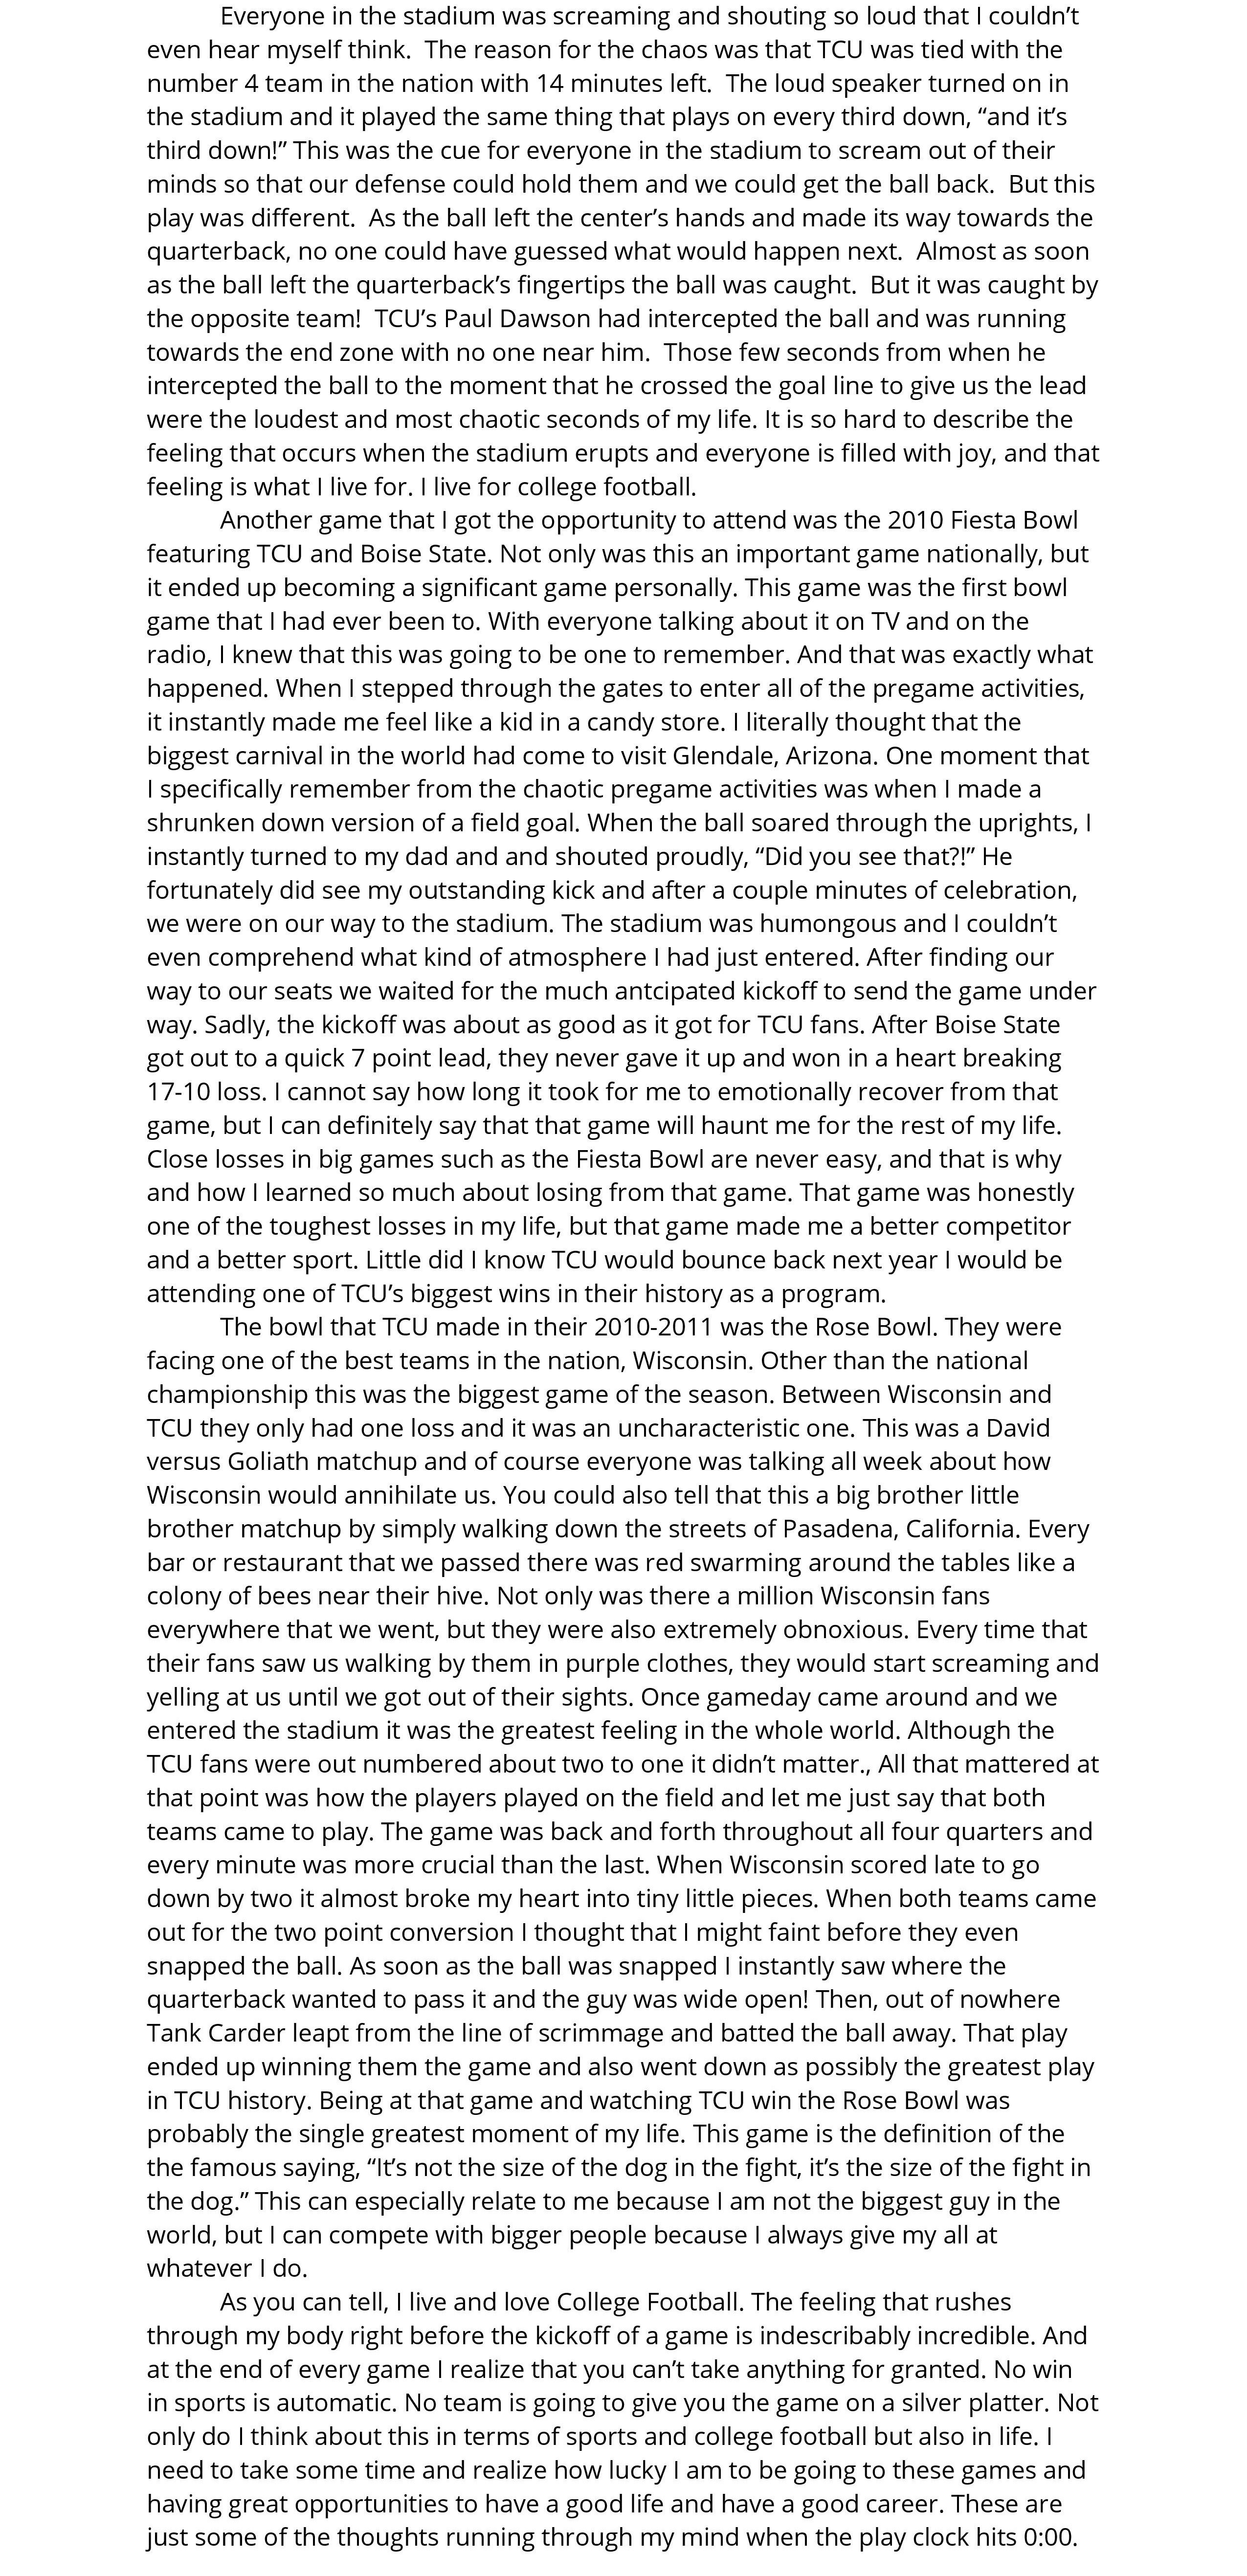 Everyone in the stadium was screaming and shouting so loud that I couldn’t
even hear myself think.  The reason for the chaos was that TCU was tied with the
number 4 team in the nation with 14 minutes left.  The loud speaker turned on in
the stadium and it played the same thing that plays on every third down, “and it’s
third down!” This was the cue for everyone in the stadium to scream out of their
minds so that our defense could hold them and we could get the ball back.  But this
play was different.  As the ball left the center’s hands and made its way towards the
quarterback, no one could have guessed what would happen next.  Almost as soon
as the ball left the quarterback’s fingertips the ball was caught.  But it was caught by
the opposite team!  TCU’s Paul Dawson had intercepted the ball and was running
towards the end zone with no one near him.  Those few seconds from when he
intercepted the ball to the moment that he crossed the goal line to give us the lead
were the loudest and most chaotic seconds of my life. It is so hard to describe the
feeling that occurs when the stadium erupts and everyone is filled with joy, and that
feeling is what I live for. I live for college football.
Another game that I got the opportunity to attend was the 2010 Fiesta Bowl
featuring TCU and Boise State. Not only was this an important game nationally, but
it ended up becoming a significant game personally. This game was the first bowl
game that I had ever been to. With everyone talking about it on TV and on the
radio, I knew that this was going to be one to remember. And that was exactly what
happened. When I stepped through the gates to enter all of the pregame activities,
it instantly made me feel like a kid in a candy store. I literally thought that the
biggest carnival in the world had come to visit Glendale, Arizona. One moment that
I specifically remember from the chaotic pregame activities was when I made a
shrunken down version of a field goal. When the ball soared through the uprights, I
instantly turned to my dad and and shouted proudly, “Did you see that?!” He
fortunately did see my outstanding kick and after a couple minutes of celebration,
we were on our way to the stadium. The stadium was humongous and I couldn’t
even comprehend what kind of atmosphere I had just entered. After finding our
way to our seats we waited for the much antcipated kickoff to send the game under
way. Sadly, the kickoff was about as good as it got for TCU fans. After Boise State
got out to a quick 7 point lead, they never gave it up and won in a heart breaking
17-10 loss. I cannot say how long it took for me to emotionally recover from that
game, but I can definitely say that that game will haunt me for the rest of my life.
Close losses in big games such as the Fiesta Bowl are never easy, and that is why
and how I learned so much about losing from that game. That game was honestly
one of the toughest losses in my life, but that game made me a better competitor
and a better sport. Little did I know TCU would bounce back next year I would be
attending one of TCU’s biggest wins in their history as a program.
The bowl that TCU made in their 2010-2011 was the Rose Bowl. They were
facing one of the best teams in the nation, Wisconsin. Other than the national
championship this was the biggest game of the season. Between Wisconsin and
TCU they only had one loss and it was an uncharacteristic one. This was a David
versus Goliath matchup and of course everyone was talking all week about how
Wisconsin would annihilate us. You could also tell that this a big brother little
brother matchup by simply walking down the streets of Pasadena, California. Every
bar or restaurant that we passed there was red swarming around the tables like a
colony of bees near their hive. Not only was there a million Wisconsin fans
everywhere that we went, but they were also extremely obnoxious. Every time that
their fans saw us walking by them in purple clothes, they would start screaming and
yelling at us until we got out of their sights. Once gameday came around and we
entered the stadium it was the greatest feeling in the whole world. Although the
TCU fans were out numbered about two to one it didn’t matter., All that mattered at
that point was how the players played on the field and let me just say that both
teams came to play. The game was back and forth throughout all four quarters and
every minute was more crucial than the last. When Wisconsin scored late to go
down by two it almost broke my heart into tiny little pieces. When both teams came
out for the two point conversion I thought that I might faint before they even
snapped the ball. As soon as the ball was snapped I instantly saw where the
quarterback wanted to pass it and the guy was wide open! Then, out of nowhere
Tank Carder leapt from the line of scrimmage and batted the ball away. That play
ended up winning them the game and also went down as possibly the greatest play
in TCU history. Being at that game and watching TCU win the Rose Bowl was
probably the single greatest moment of my life. This game is the definition of the
the famous saying, “It’s not the size of the dog in the fight, it’s the size of the fight in
the dog.” This can especially relate to me because I am not the biggest guy in the
world, but I can compete with bigger people because I always give my all at
whatever I do.
As you can tell, I live and love College Football. The feeling that rushes
through my body right before the kickoff of a game is indescribably incredible. And
at the end of every game I realize that you can’t take anything for granted. No win
in sports is automatic. No team is going to give you the game on a silver platter. Not
only do I think about this in terms of sports and college football but also in life. I
need to take some time and realize how lucky I am to be going to these games and
having great opportunities to have a good life and have a good career. These are
just some of the thoughts running through my mind when the play clock hits 0:00.